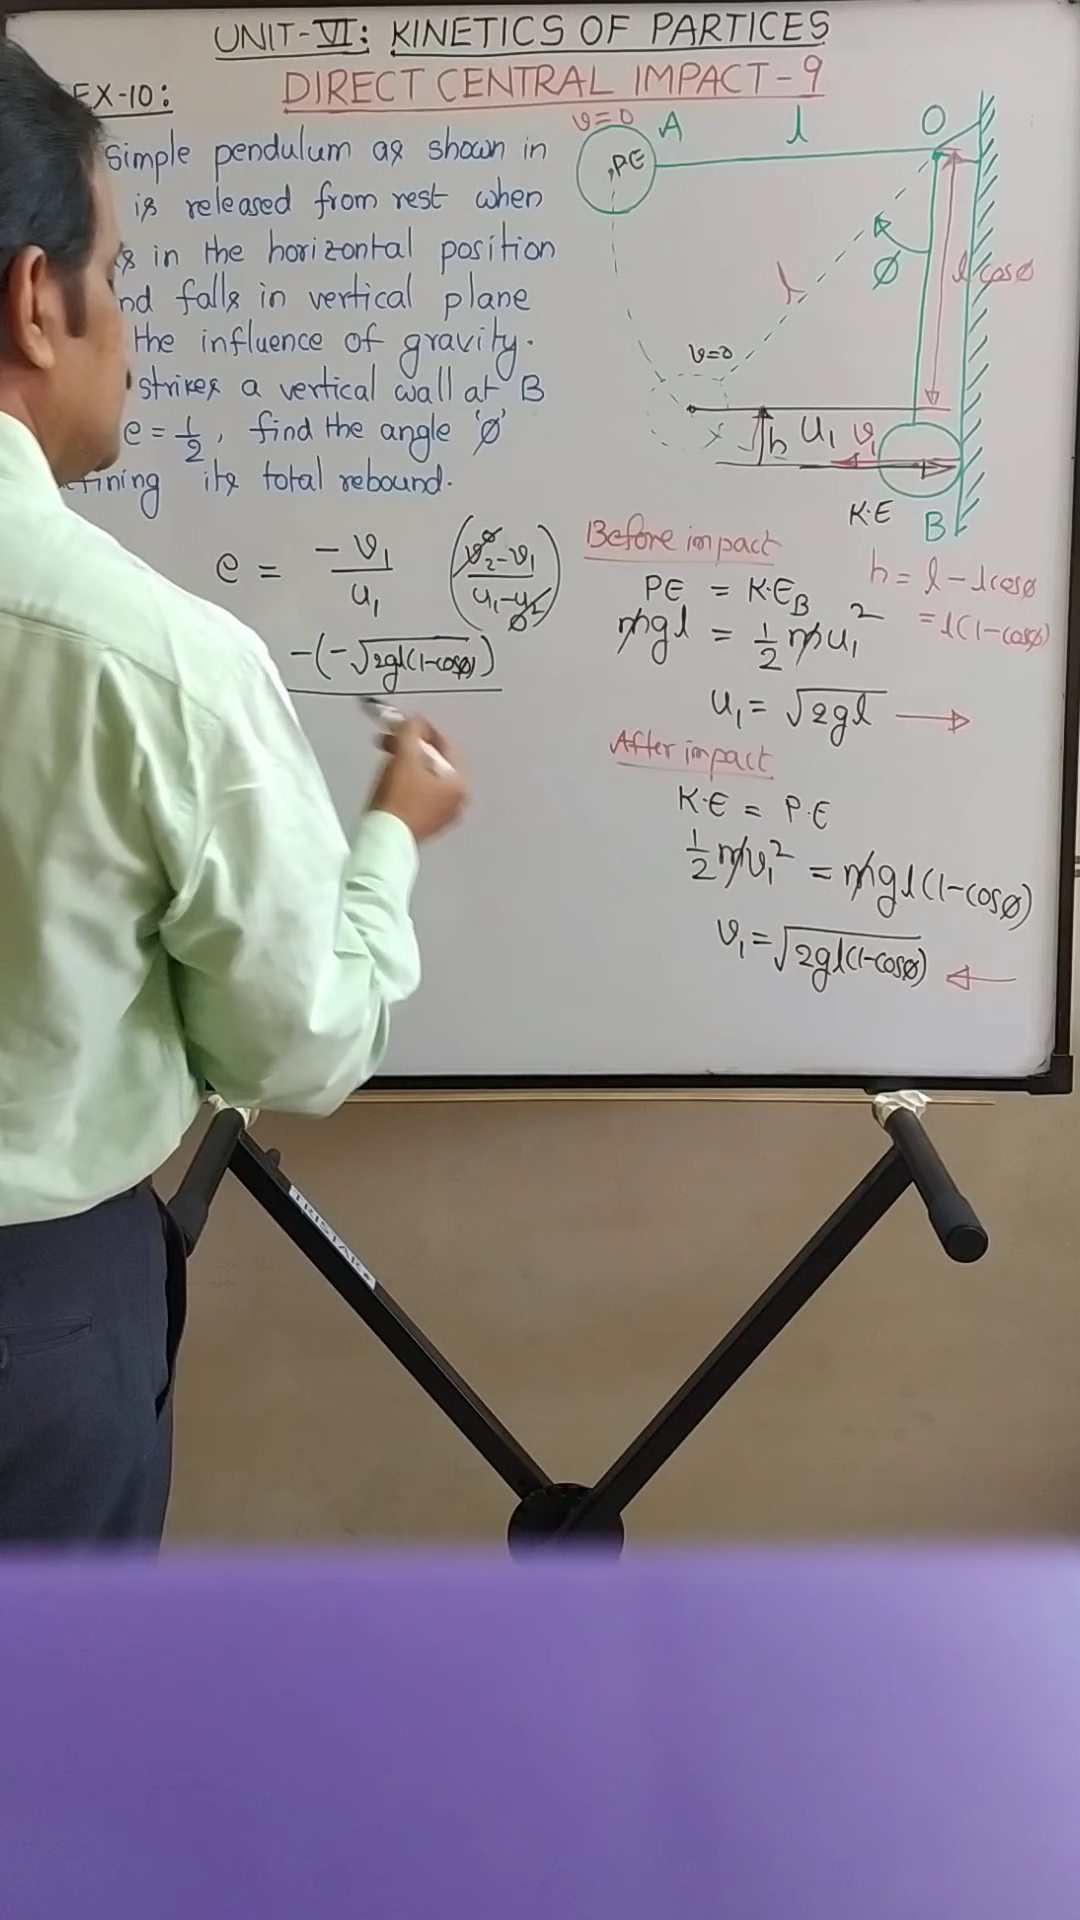 UNIT-VI: KINETICS OF PARTICES
DIRECT CENTRAL IMPACT-9
EX-10:
Simple pendulum as shown in
is released from rest when
in the horizontal position
falls in vertical plane
the influence of gravity.
strikes a vertical wall at B
e = 1/2, find the angle 'ø'
its total rebound.
v=0
A
l
O
.PE
ø
l
l cosø
v=0
h
U₁
v₁
K.E
B
e = -v₁/u₁ ((v₂⁰-v₁)/(u₁-u₂⁰))
-(-√2gl(1-cosø))
Before impact
PE = K.E_B
mgl = 1/2 mu₁²
u₁ = √2gl →
h = l - lcosø
= l(1-cosø)
After impact
K.E = P.E
1/2 mv₁² = mgl(1-cosø)
v₁ = √2gl(1-cosø) ←
TRISTAR